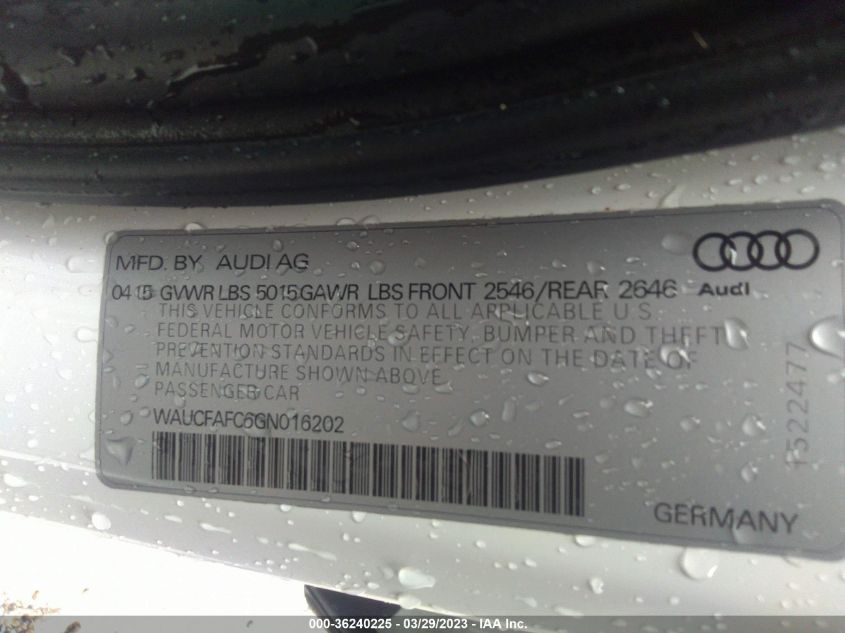 MFD. BY AUDI AG
0415 GVWR LBS 5015 GAWR LBS FRONT 2546/REAR 2646
Audi
THIS VEHICLE CONFORMS TO ALL APPLICABLE U.S.
FEDERAL MOTOR VEHICLE SAFETY, BUMPER AND THEFT
PREVENTION STANDARDS IN EFFECT ON THE DATE OF
MANUFACTURE SHOWN ABOVE.
PASSENGER CAR
WAUCFAFC6GN016202
1522477
GERMANY
000-36240225 - 03/29/2023 - IAA Inc.